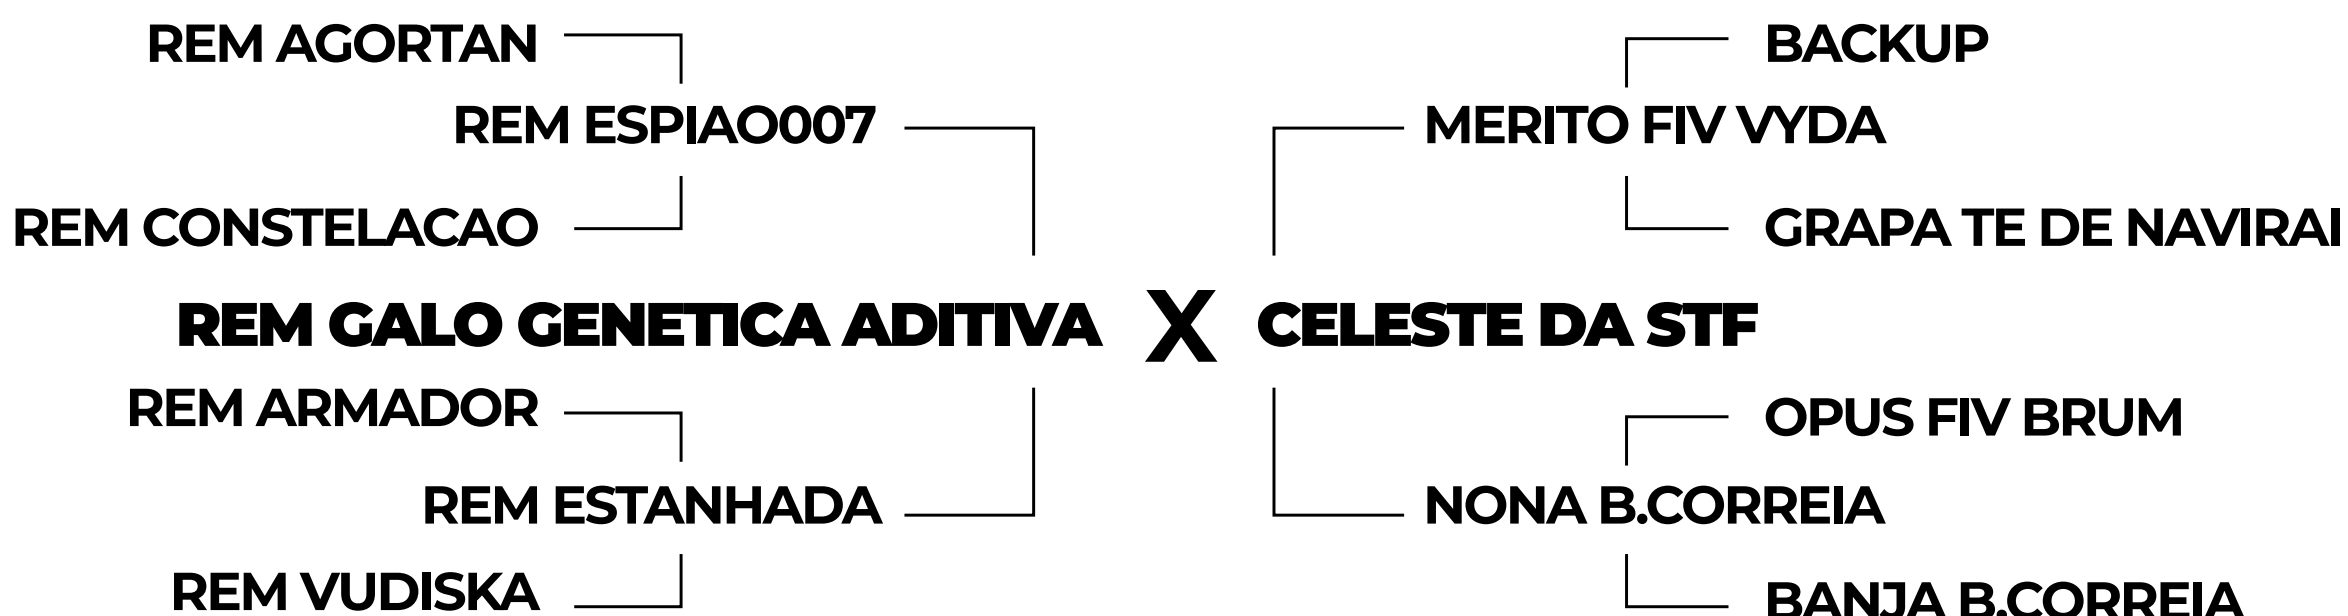 REM AGORTAN BACKUP
REM ESPIAO007 MERITO FIV VYDA
REM CONSTELACAO GRAPA TE DE NAVIRAI
REM GALO GENETICA ADITIVA X CELESTE DA STF
REM ARMADOR OPUS FIV BRUM
REM ESTANHADA NONA B.CORREIA
REM VUDISKA BANJA B.CORREIA